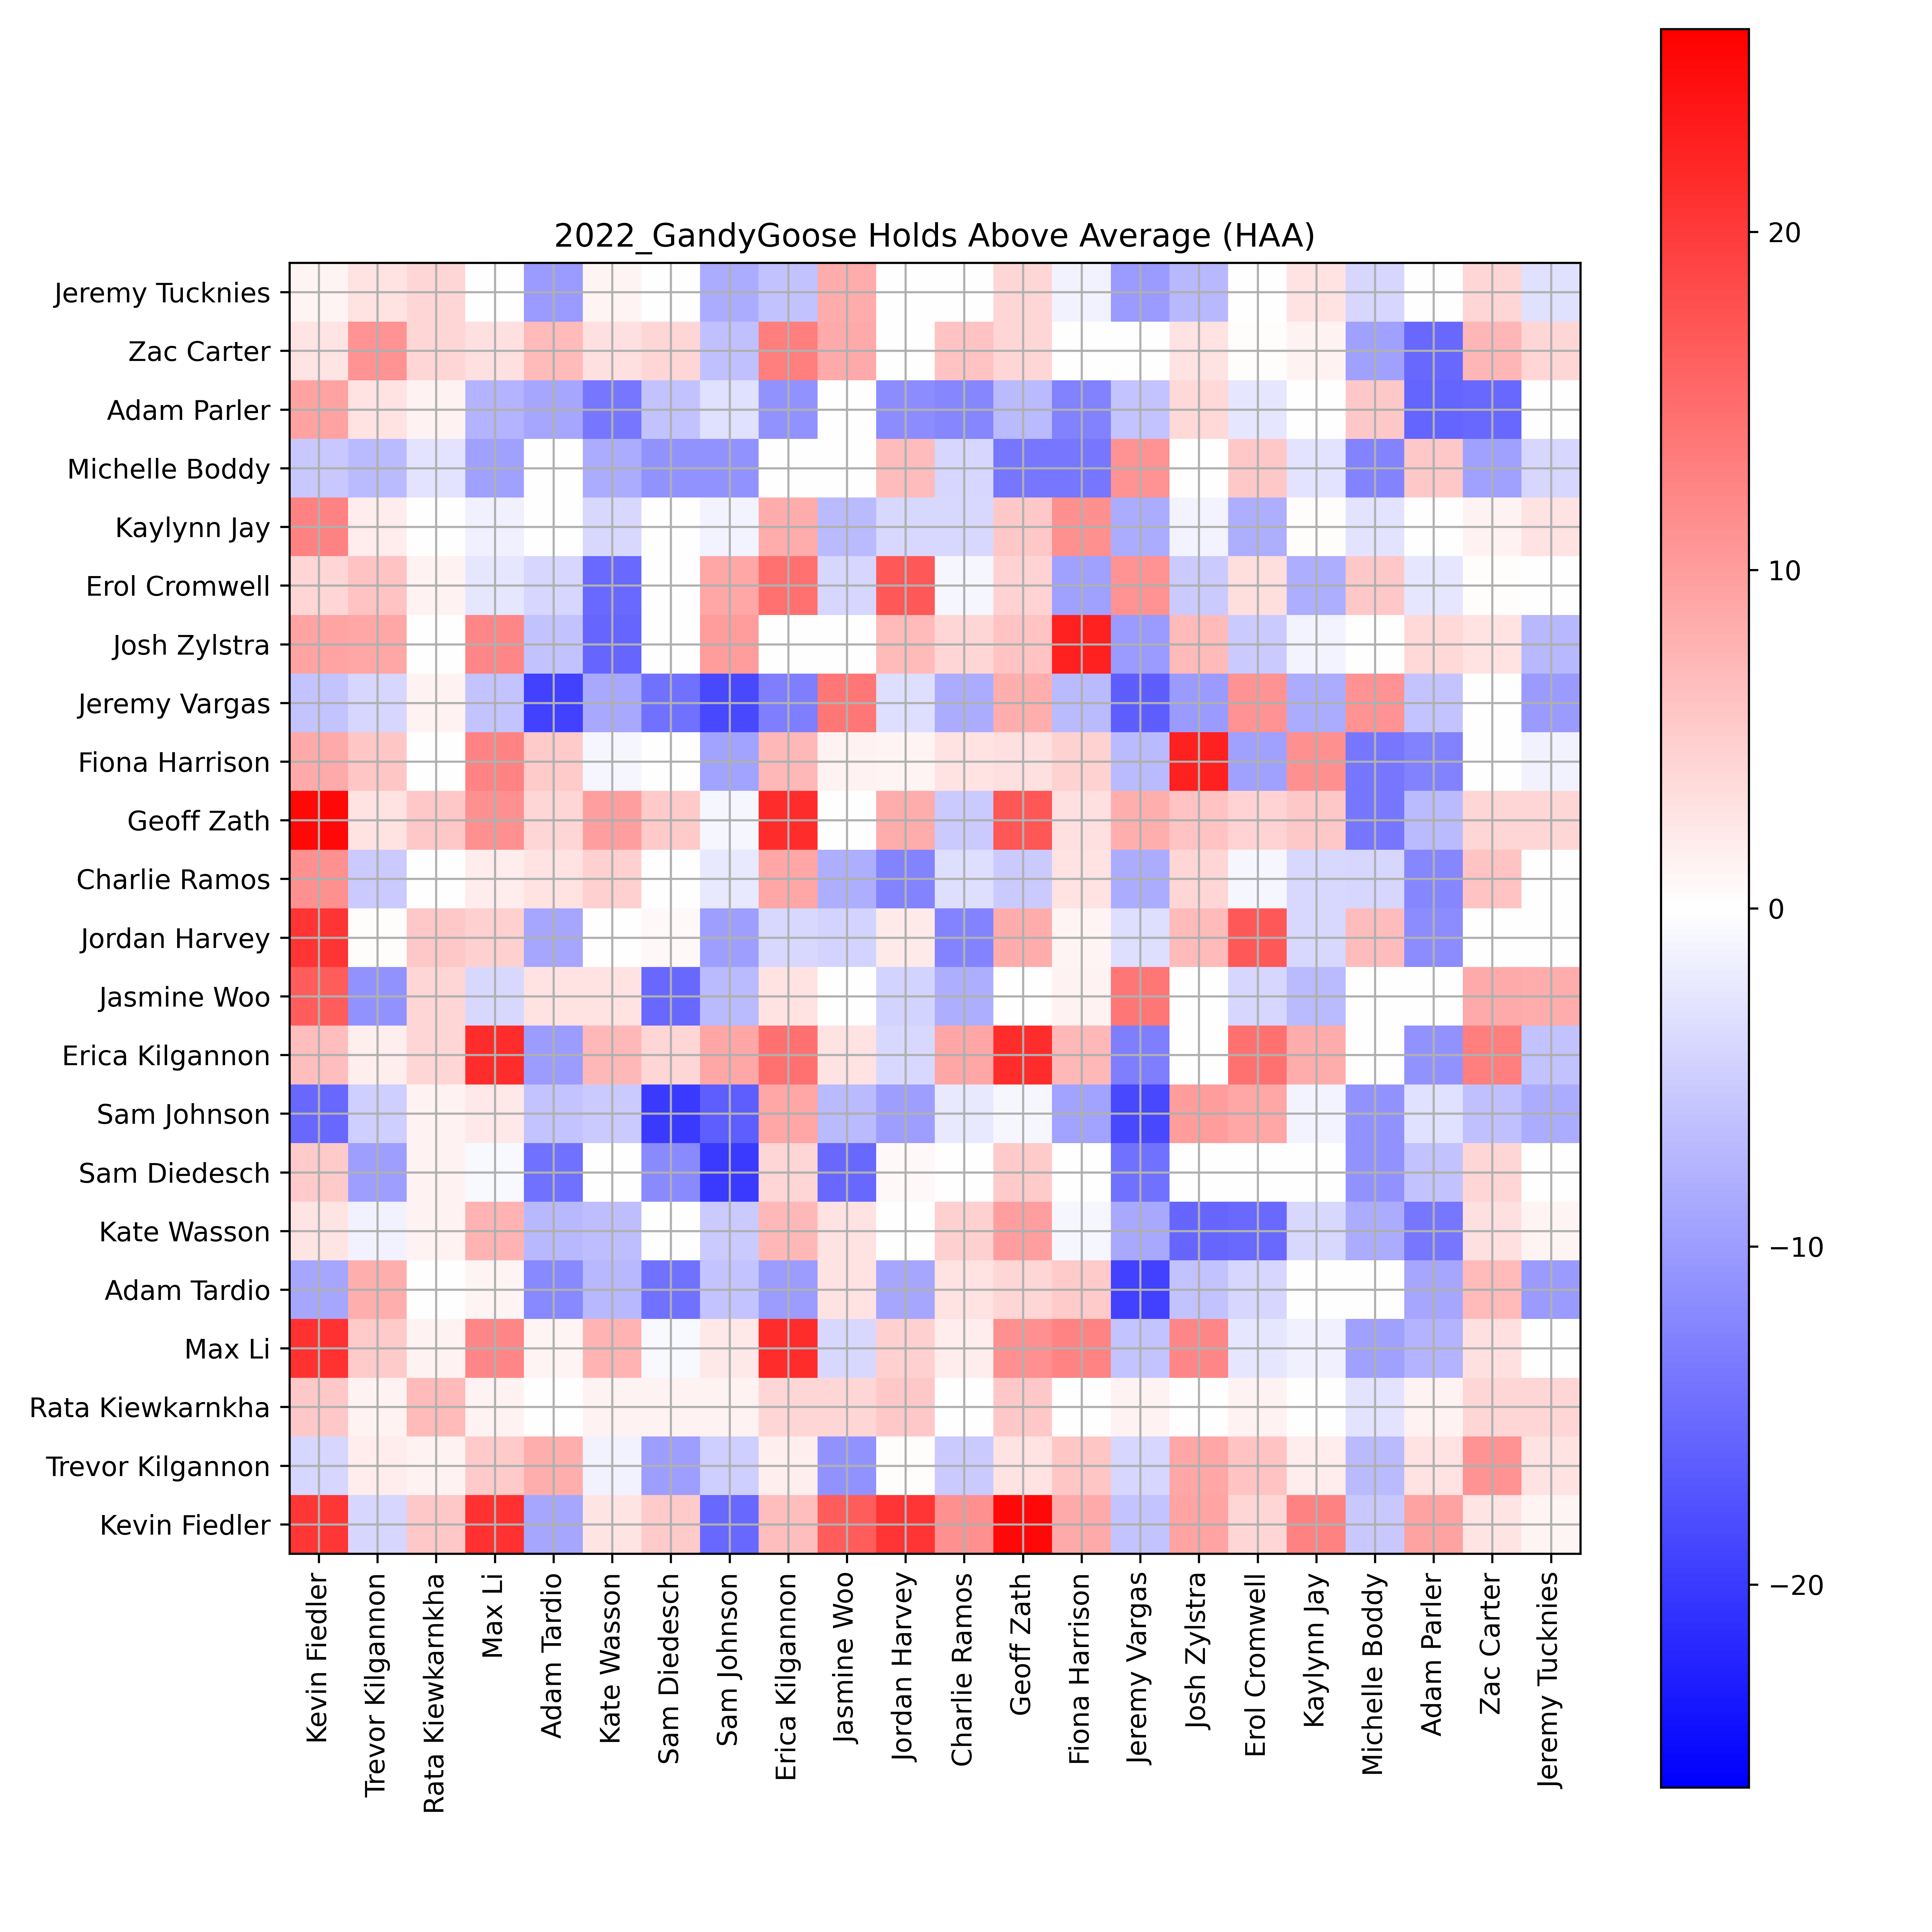 2022_GandyGoose Holds Above Average (HAA)
Jeremy Tucknies
Zac Carter
Adam Parler
Michelle Boddy
Kaylynn Jay
Erol Cromwell
Josh Zylstra
Jeremy Vargas
Fiona Harrison
Geoff Zath
Charlie Ramos
Jordan Harvey
Jasmine Woo
Erica Kilgannon
Sam Johnson
Sam Diedesch
Kate Wasson
Adam Tardio
Max Li
Rata Kiewkarnkha
Trevor Kilgannon
Kevin Fiedler
Kevin Fiedler
Trevor Kilgannon
Rata Kiewkarnkha
Max Li
Adam Tardio
Kate Wasson
Sam Diedesch
Sam Johnson
Erica Kilgannon
Jasmine Woo
Jordan Harvey
Charlie Ramos
Geoff Zath
Fiona Harrison
Jeremy Vargas
Josh Zylstra
Erol Cromwell
Kaylynn Jay
Michelle Boddy
Adam Parler
Zac Carter
Jeremy Tucknies
20
10
0
−10
−20